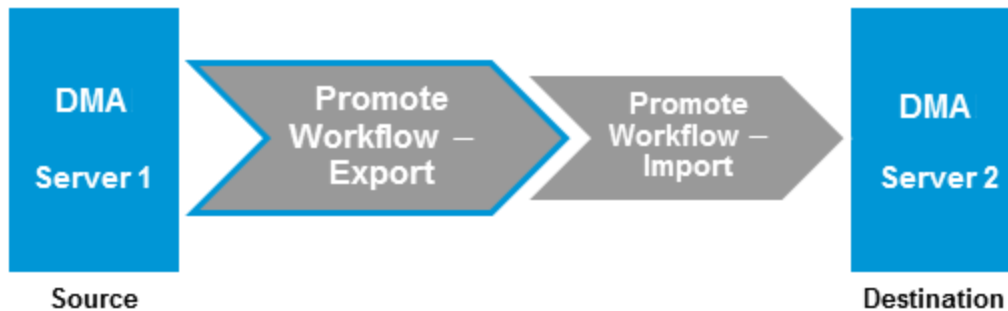 DMA
Server 1
Source
Promote
Workflow –
Export
Promote
Workflow –
Import
DMA
Server 2
Destination